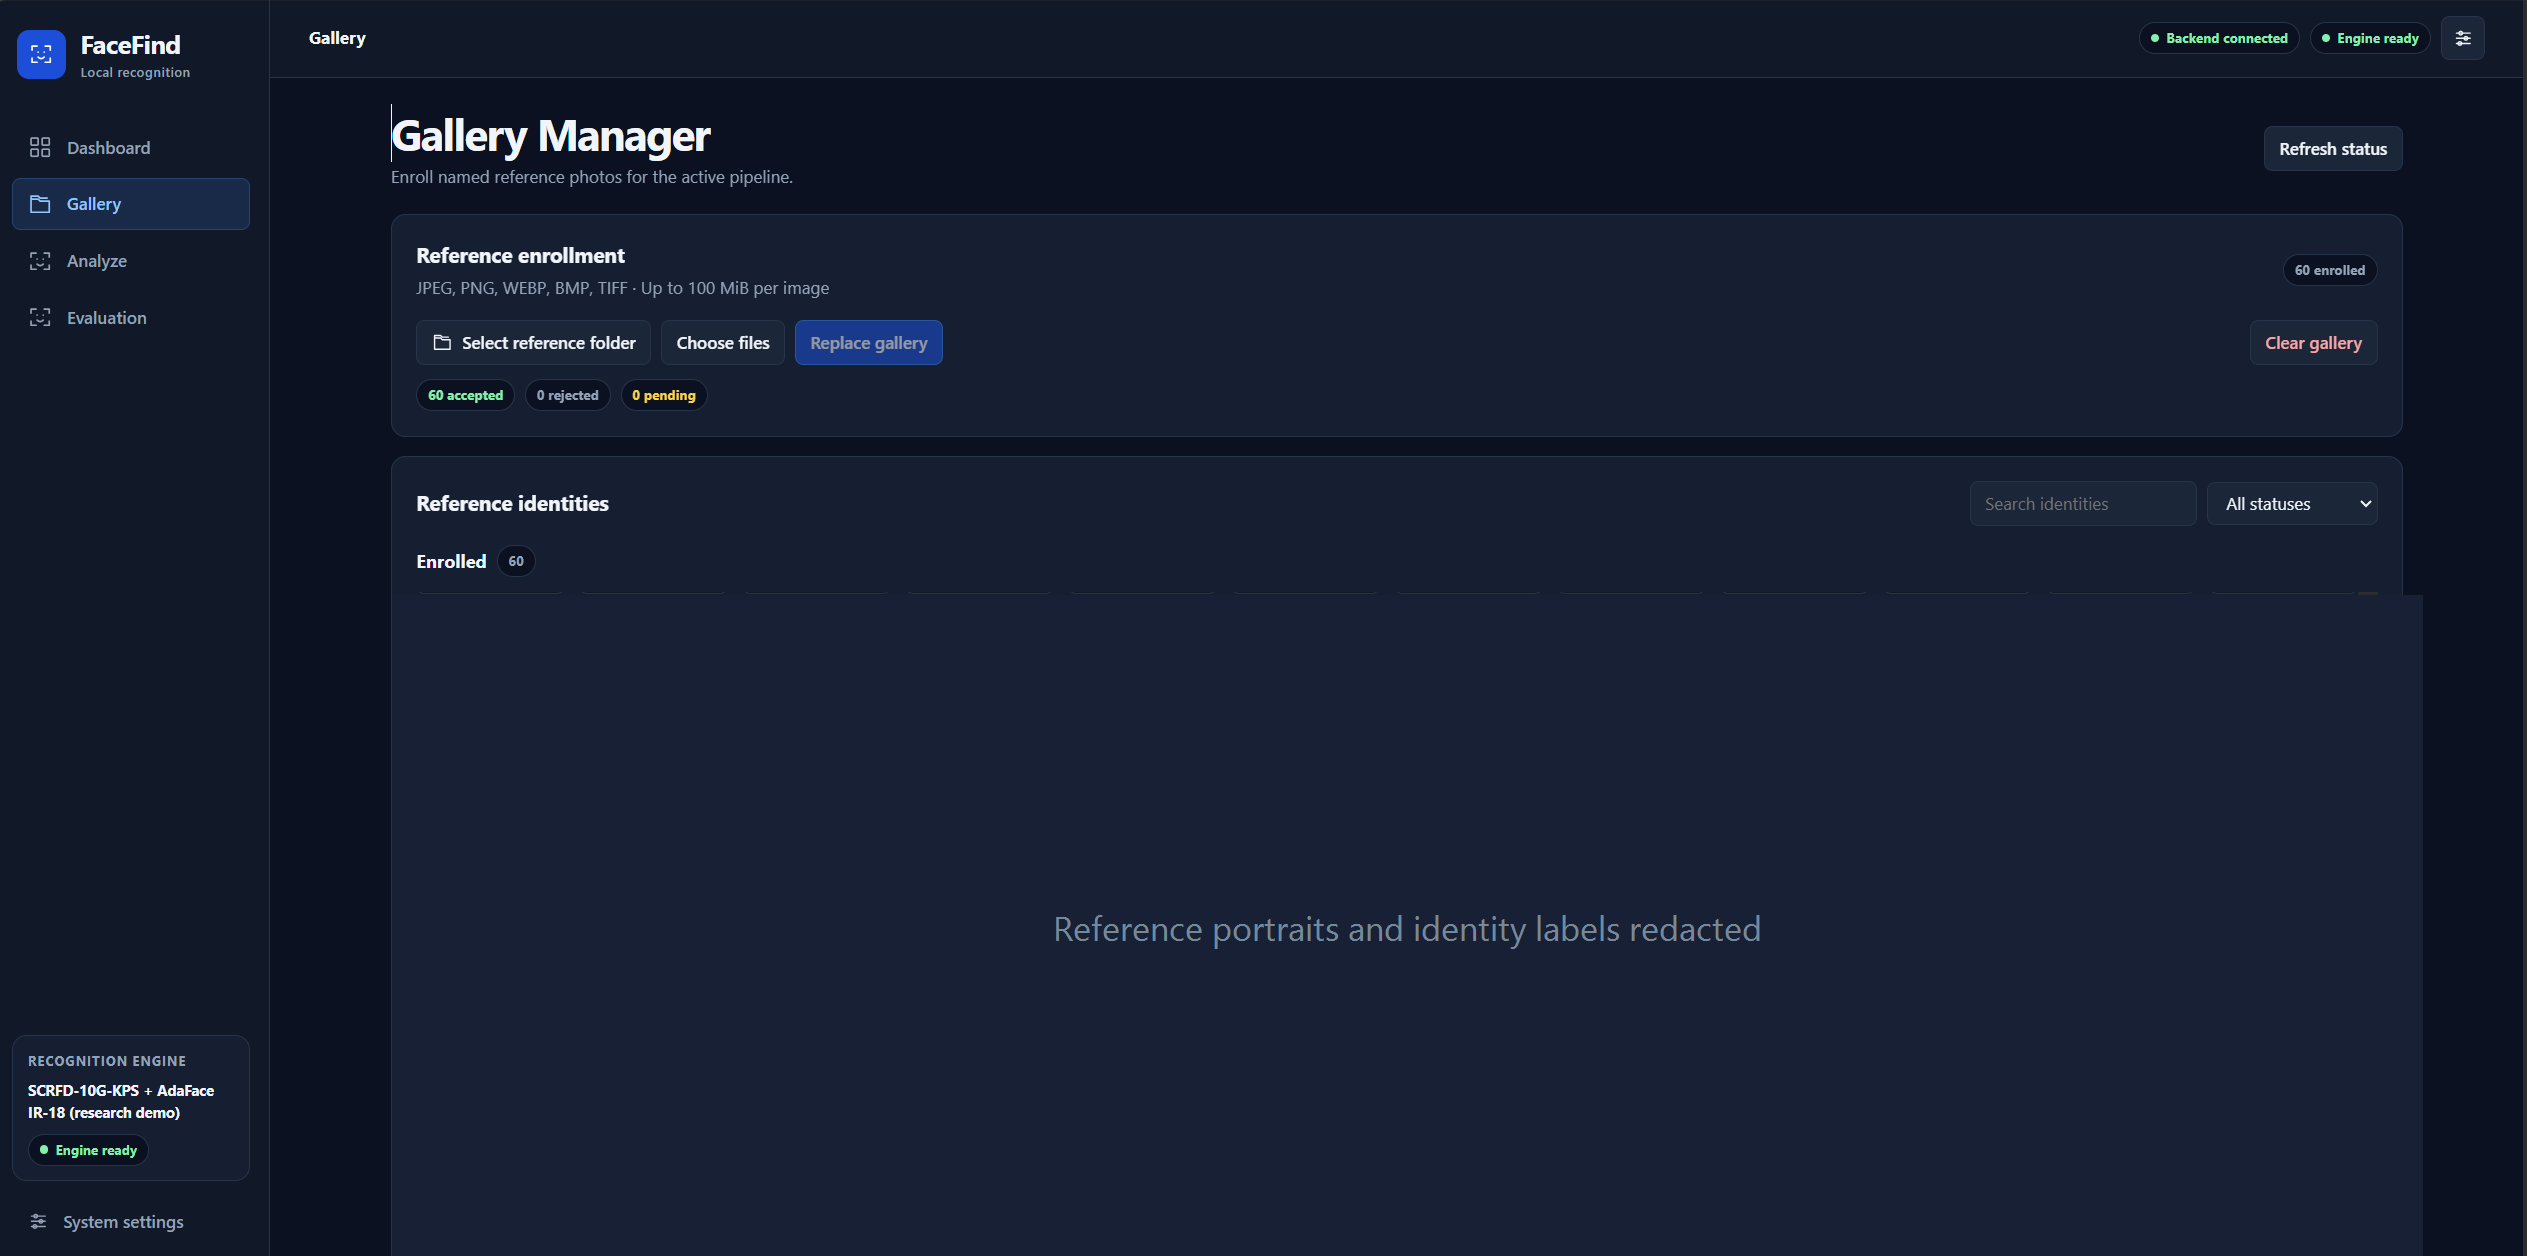 FaceFind
Local recognition
Dashboard
Gallery
Analyze
Evaluation
RECOGNITION ENGINE
SCRFD-10G-KPS + AdaFace
IR-18 (research demo)
Engine ready
System settings
Gallery
Backend connected
Engine ready
Gallery Manager
Enroll named reference photos for the active pipeline.
Refresh status
Reference enrollment
JPEG, PNG, WEBP, BMP, TIFF · Up to 100 MiB per image
60 enrolled
Select reference folder
Choose files
Replace gallery
Clear gallery
60 accepted
0 rejected
0 pending
Reference identities
Search identities
All statuses
Enrolled 60
Reference portraits and identity labels redacted